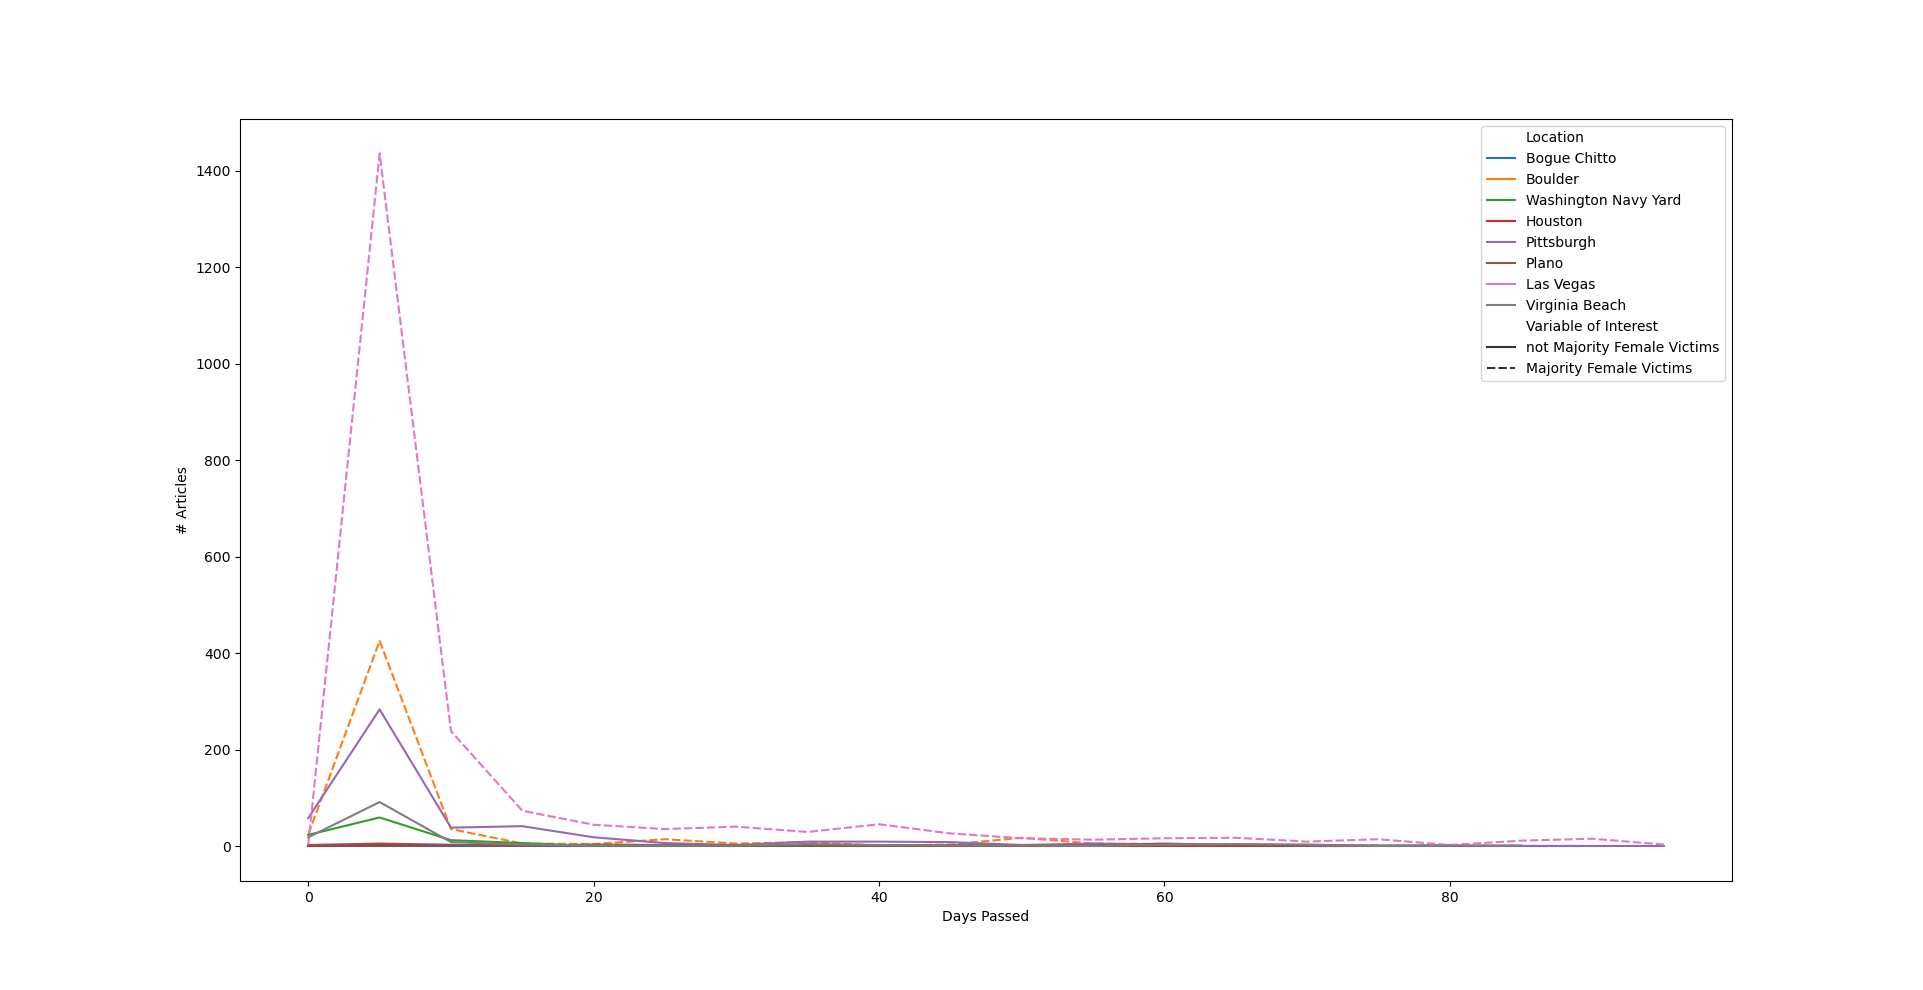 1400
1200
1000
800
600
400
200
0
# Articles
0 20 40 60 80
Days Passed
Location
Bogue Chitto
Boulder
Washington Navy Yard
Houston
Pittsburgh
Plano
Las Vegas
Virginia Beach
Variable of Interest
not Majority Female Victims
Majority Female Victims